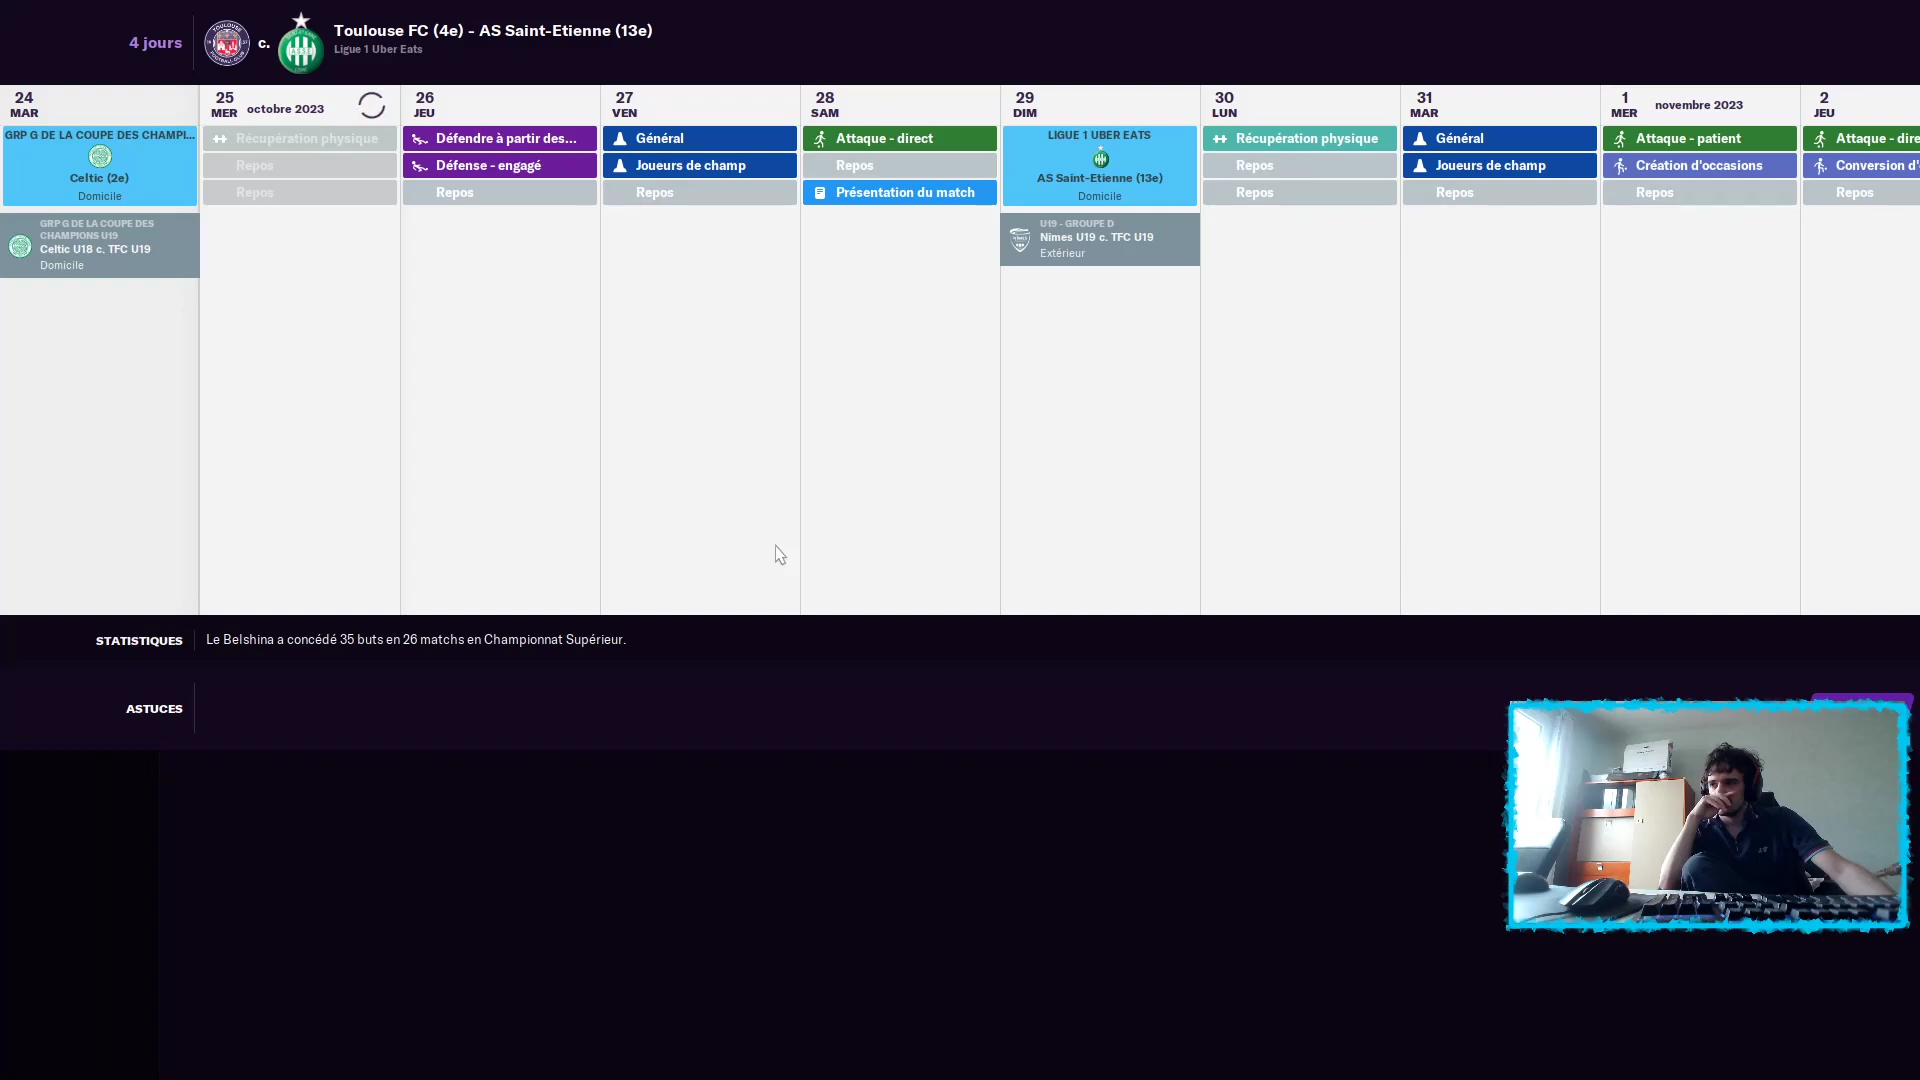 4 jours
c.
Toulouse FC (4e) - AS Saint-Etienne (13e)
Ligue 1 Uber Eats
24
MAR
25
MER
octobre 2023
26
JEU
27
VEN
28
SAM
29
DIM
30
LUN
31
MAR
1
MER
novembre 2023
2
JEU
GRP G DE LA COUPE DES CHAMPI...
Celtic (2e)
Domicile
GRP G DE LA COUPE DES
CHAMPIONS U19
Celtic U18 c. TFC U19
Domicile
Récupération physique
Repos
Repos
Défendre à partir des...
Défense - engagé
Repos
Général
Joueurs de champ
Repos
Attaque - direct
Repos
Présentation du match
LIGUE 1 UBER EATS
AS Saint-Etienne (13e)
Domicile
U19 - GROUPE D
Nîmes U19 c. TFC U19
Extérieur
Récupération physique
Repos
Repos
Général
Joueurs de champ
Repos
Attaque - patient
Création d'occasions
Repos
Attaque - dire
Conversion d'
Repos
STATISTIQUES
Le Belshina a concédé 35 buts en 26 matchs en Championnat Supérieur.
ASTUCES